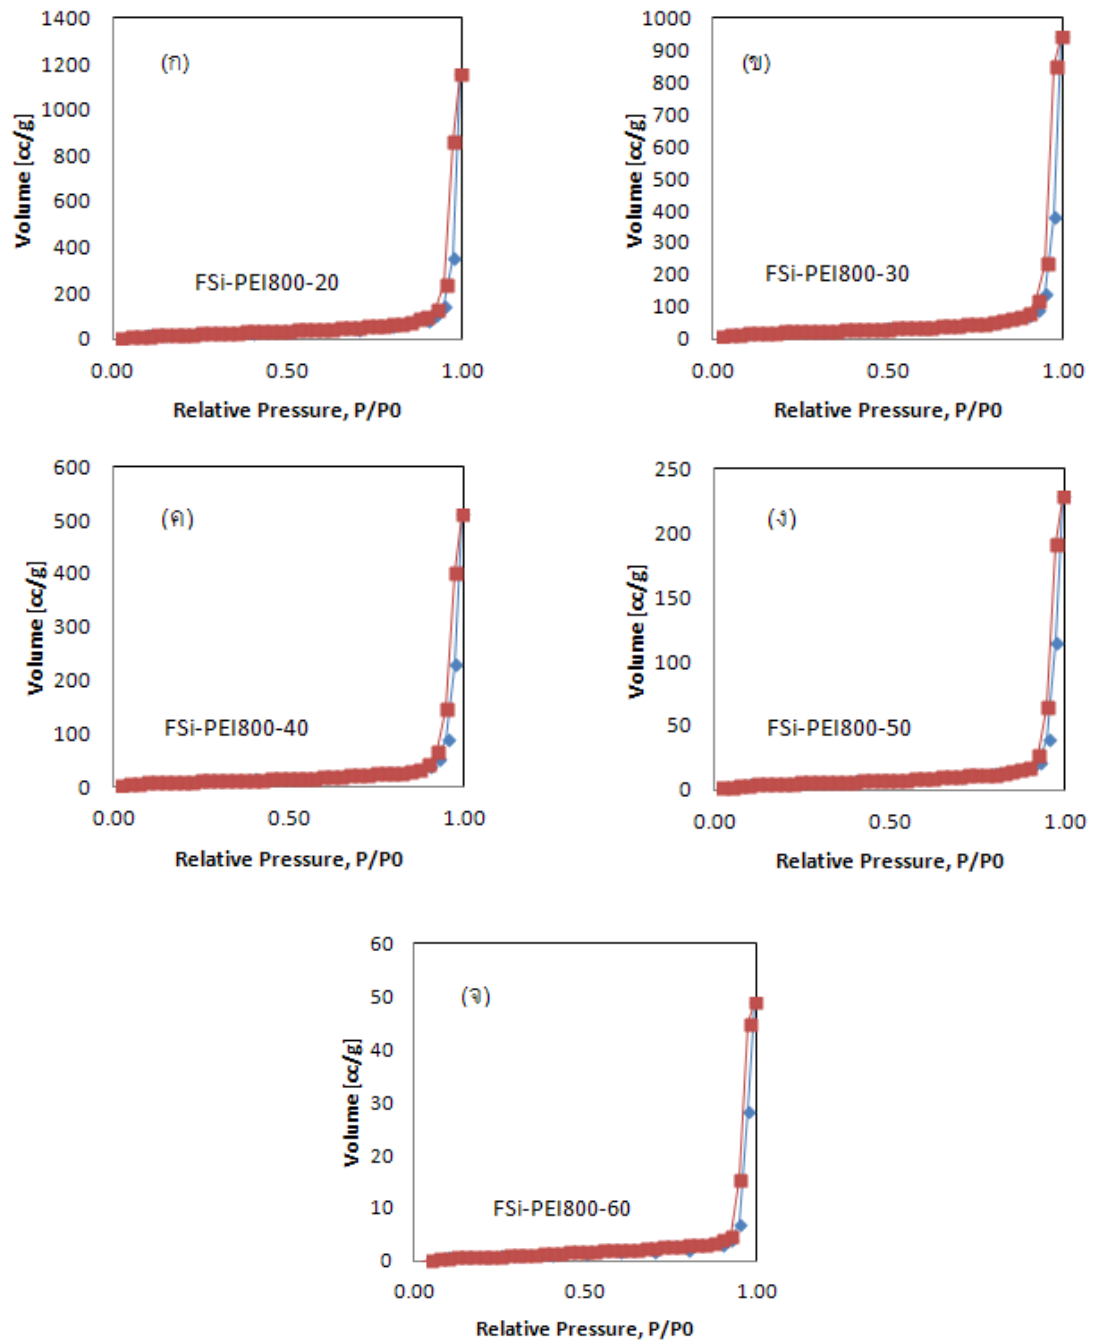 1400
1200
1000
800
600
400
200
0
Volume [cc/g]
(ก)
FSi-PEI800-20
0.00 0.50 1.00
Relative Pressure, P/P0
1000
900
800
700
600
500
400
300
200
100
0
Volume [cc/g]
(ข)
FSi-PEI800-30
0.00 0.50 1.00
Relative Pressure, P/P0
600
500
400
300
200
100
0
Volume [cc/g]
(ค)
FSi-PEI800-40
0.00 0.50 1.00
Relative Pressure, P/P0
250
200
150
100
50
0
Volume [cc/g]
(ง)
FSi-PEI800-50
0.00 0.50 1.00
Relative Pressure, P/P0
60
50
40
30
20
10
0
Volume [cc/g]
(จ)
FSi-PEI800-60
0.00 0.50 1.00
Relative Pressure, P/P0